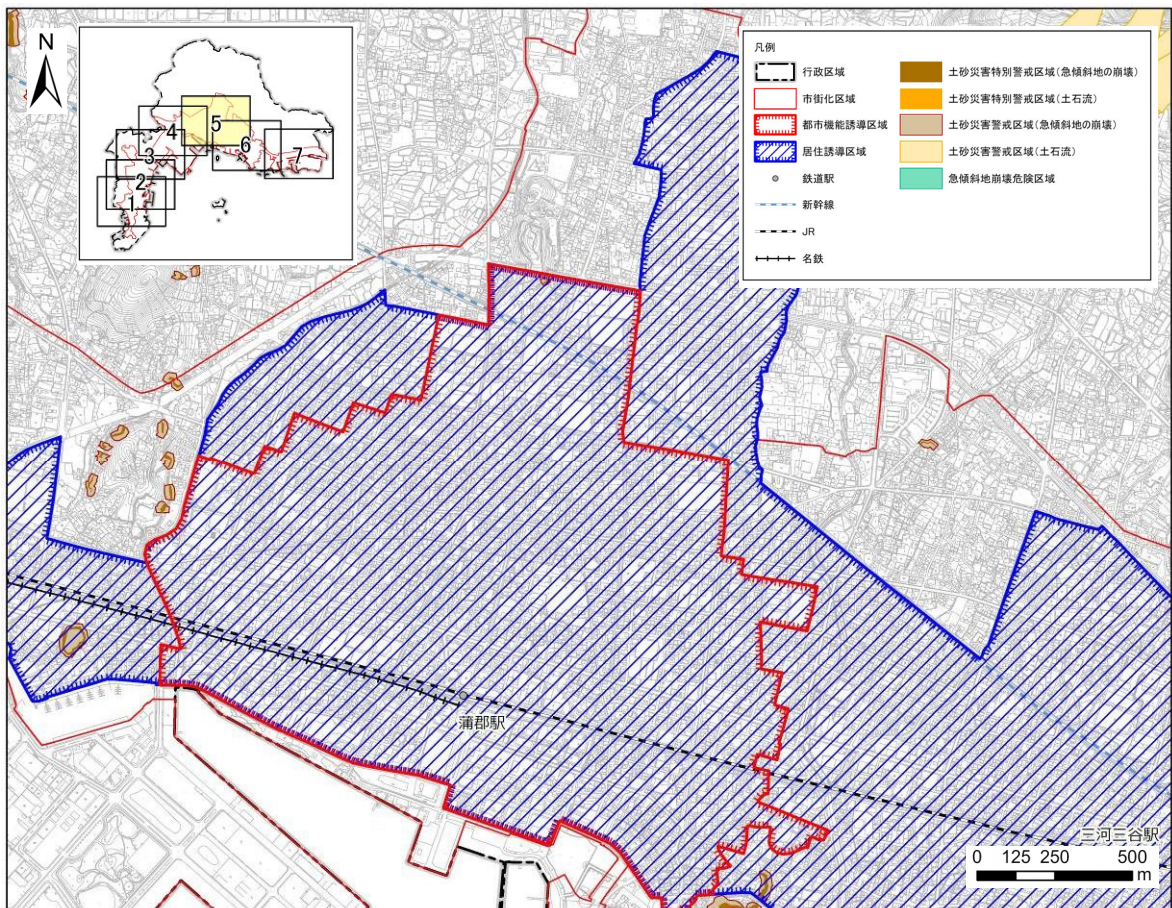 N
4
5
6
3
7
2
1
凡例
行政区域
市街化区域
都市機能誘導区域
居住誘導区域
鉄道駅
新幹線
JR
名鉄
土砂災害特別警戒区域(急傾斜地の崩壊)
土砂災害特別警戒区域(土石流)
土砂災害警戒区域(急傾斜地の崩壊)
土砂災害警戒区域(土石流)
急傾斜地崩壊危険区域
蒲郡駅
三河三谷駅
0 125 250 500
m